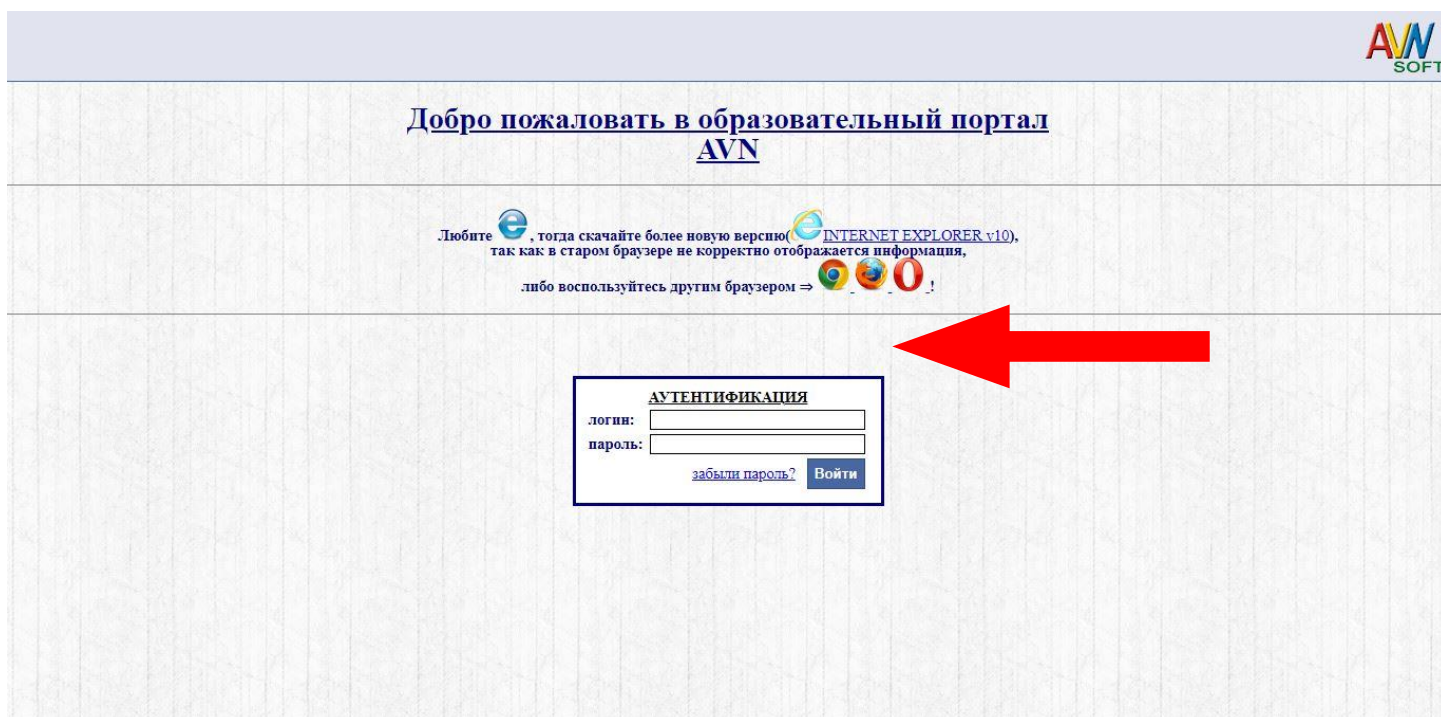 AVN
SOFT
Добро пожаловать в образовательный портал
AVN
Любите , тогда скачайте более новую версию(INTERNET EXPLORER v10),
так как в старом браузере не корректно отображается информация,
либо воспользуйтесь другим браузером ⇒ !
АУТЕНТИФИКАЦИЯ
логин:
пароль:
забыли пароль? Войти